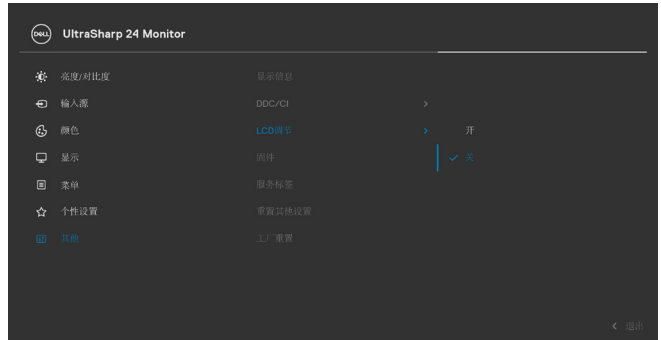 DELL
UltraSharp 24 Monitor
亮度/对比度 显示信息
输入源 DDC/CI
颜色 LCD调节 开
显示 固件 关
菜单 服务标签
个性设置 重置其他设置
其他 工厂重置
退出